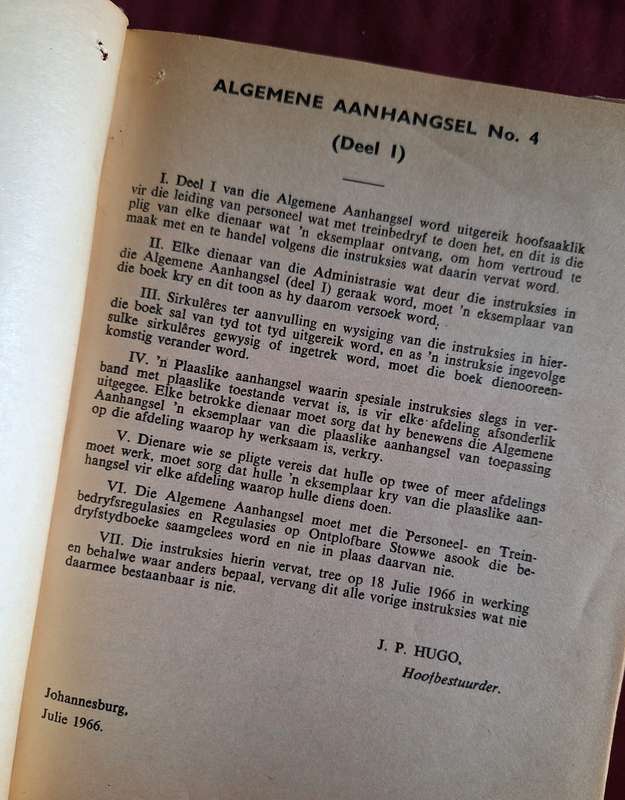 ALGEMENE AANHANGSEL No. 4
(Deel I)
I. Deel I van die Algemene Aanhangsel word uitgereik hoofsaaklik
vir die leiding van personeel wat met treinbedryf te doen het, en dit is die
plig van elke dienaar wat 'n eksemplaar ontvang, om hom vertroud te
maak met en te handel volgens die instruksies wat daarin vervat word.
II. Elke dienaar van die Administrasie wat deur die instruksies in
die Algemene Aanhangsel (deel I) geraak word, moet 'n eksemplaar van
die boek kry en dit toon as hy daarom versoek word.
III. Sirkulêres ter aanvulling en wysiging van die instruksies in hier-
die boek sal van tyd tot tyd uitgereik word, en as 'n instruksie ingevolge
sulke sirkulêres gewysig of ingetrek word, moet die boek dienooreen-
komstig verander word.
IV. 'n Plaaslike aanhangsel waarin spesiale instruksies slegs in ver-
band met plaaslike toestande vervat is, is vir elke afdeling afsonderlik
uitgegee. Elke betrokke dienaar moet sorg dat hy benewens die Algemene
Aanhangsel 'n eksemplaar van die plaaslike aanhangsel van toepassing
op die afdeling waarop hy werksaam is, verkry.
V. Dienare wie se pligte vereis dat hulle op twee of meer afdelings
moet werk, moet sorg dat hulle 'n eksemplaar kry van die plaaslike aan-
hangsel vir elke afdeling waarop hulle diens doen.
VI. Die Algemene Aanhangsel moet met die Personeel- en Trein-
bedryfsregulasies en Regulasies op Ontplofbare Stowwe asook die be-
dryfstydboeke saamgelees word en nie in plaas daarvan nie.
VII. Die instruksies hierin vervat, tree op 18 Julie 1966 in werking
en behalwe waar anders bepaal, vervang dit alle vorige instruksies wat nie
daarmee bestaanbaar is nie.
J. P. HUGO,
Hoofbestuurder.
Johannesburg,
Julie 1966.